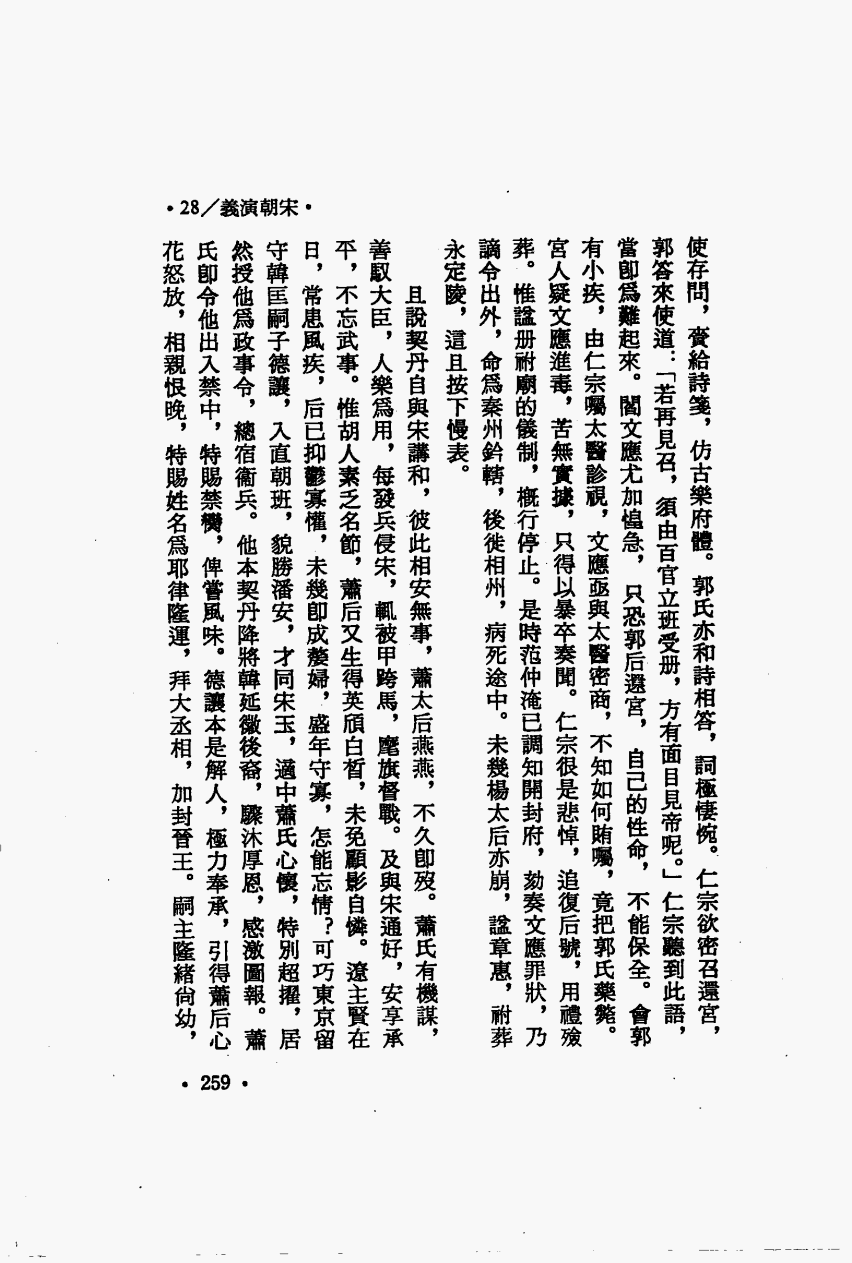 •28／義演朝宋•
使存問，賚給詩箋，仿古樂府體。郭氏亦和詩相答，詞極悽惋。仁宗欲密召還宮，
郭答來使道：「若再見召，須由百官立班受册，方有面目見帝呢。」仁宗聽到此語，
當卽爲難起來。閻文應尤加惶急，只恐郭后還宮，自己的性命，不能保全。會郭
有小疾，由仁宗囑太醫診視，文應亟與太醫密商，不知如何賄囑，竟把郭氏藥斃。
宮人疑文應進毒，苦無實據，只得以暴卒奏聞。仁宗很是悲悼，追復后號，用禮殮
葬。惟諡册祔廟的儀制，槪行停止。是時范仲淹已調知開封府，劾奏文應罪狀，乃
謫令出外，命爲秦州鈐轄，後徙相州，病死途中。未幾楊太后亦崩，諡章惠，祔葬
永定陵，這且按下慢表。
且說契丹自與宋講和，彼此相安無事，蕭太后燕燕，不久卽歿。蕭氏有機謀，
善馭大臣，人樂爲用，每發兵侵宋，輒被甲跨馬，麾旗督戰。及與宋通好，安享承
平，不忘武事。惟胡人素乏名節，蕭后又生得英頎白皙，未免顧影自憐。遼主賢在
日，常患風疾，后已抑鬱寡懽，未幾卽成嫠婦，盛年守寡，怎能忘情？可巧東京留
守韓匡嗣子德讓，入直朝班，貌勝潘安，才同宋玉，適中蕭氏心懷，特別超擢，居
然授他爲政事令，總宿衞兵。他本契丹降將韓延徽後裔，驟沐厚恩，感激圖報。蕭
氏卽令他出入禁中，特賜禁臠，俾嘗風味。德讓本是解人，極力奉承，引得蕭后心
花怒放，相親恨晚，特賜姓名爲耶律隆運，拜大丞相，加封晉王。嗣主隆緒尙幼，
•259•